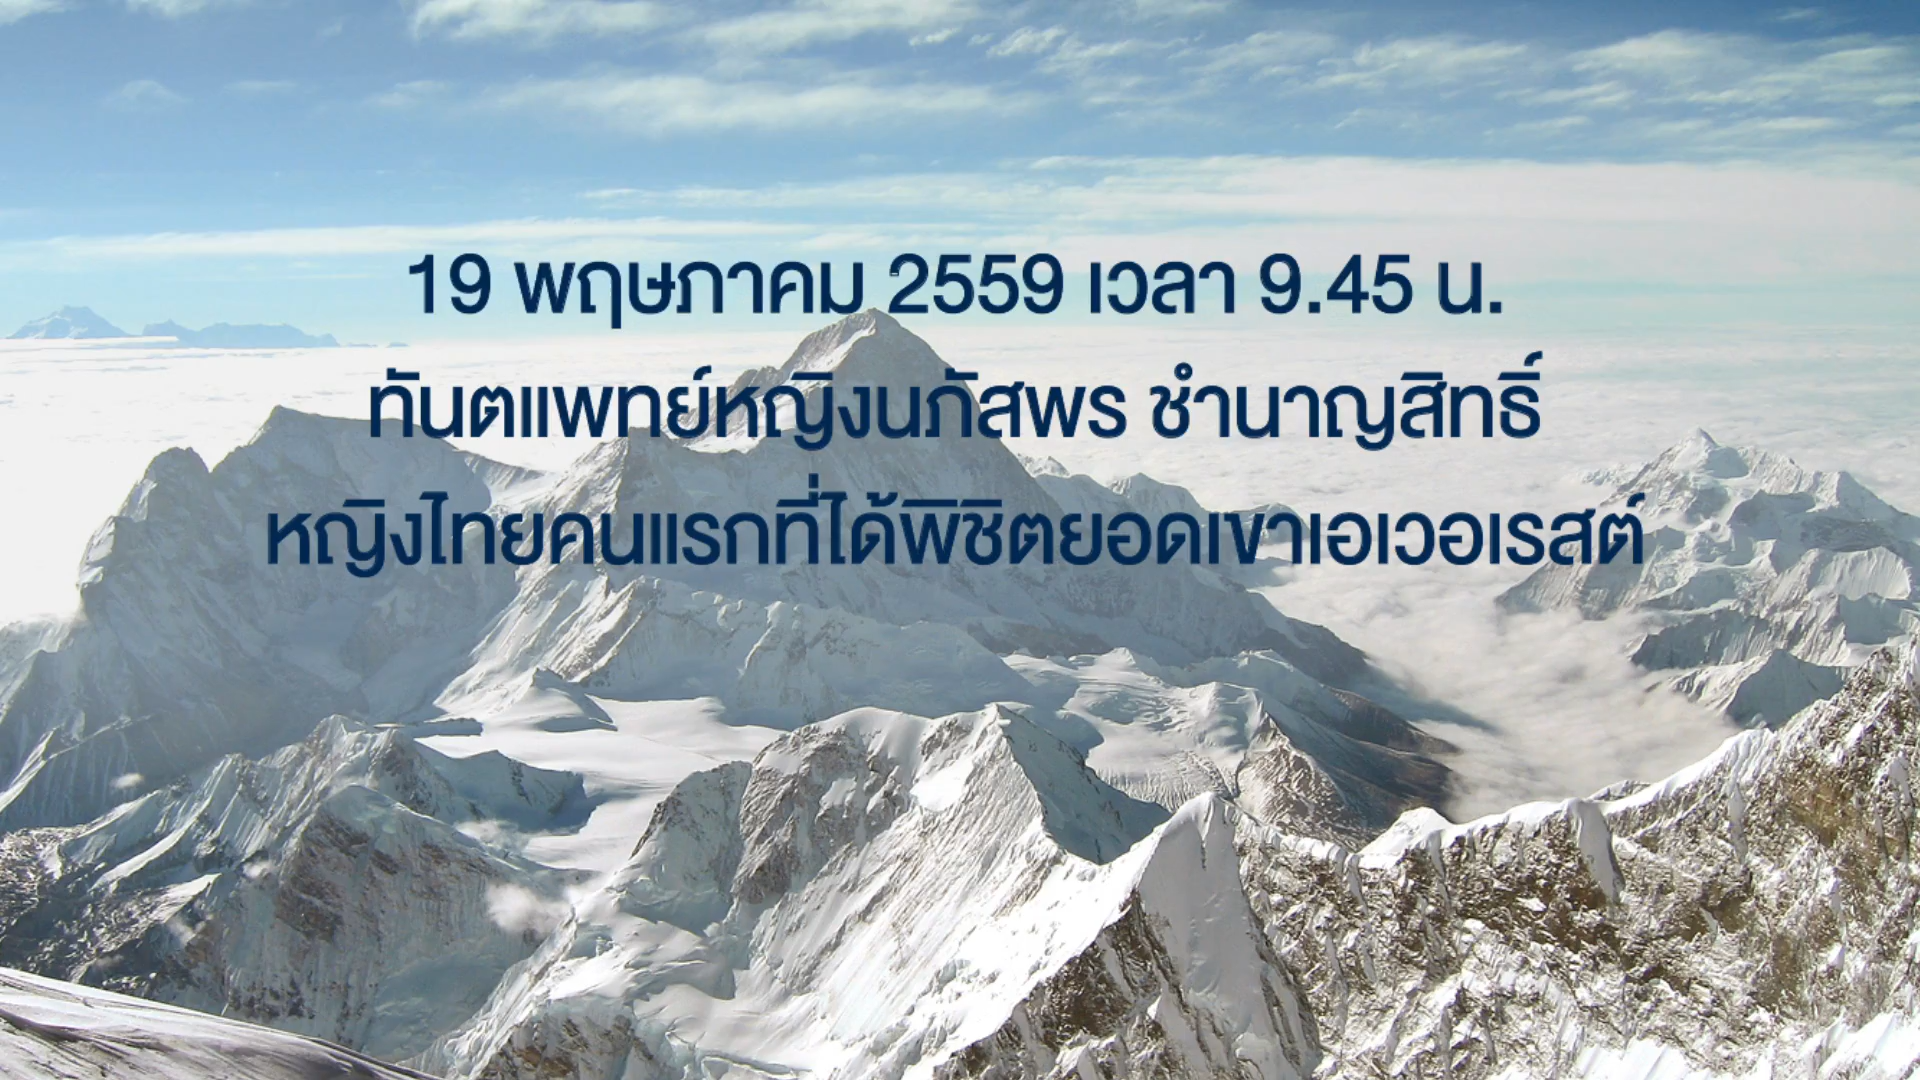 19 พฤษภาคม 2559 เวลา 9.45 น.
ทันตแพทย์หญิงนภัสพร ชำนาญสิทธิ์
หญิงไทยคนแรกที่ได้พิชิตยอดเขาเอเวอเรสต์